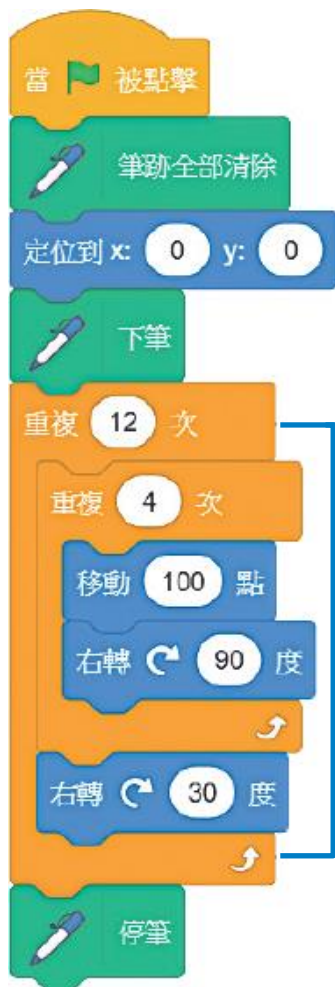 當 被點擊
筆跡全部清除
定位到 x: 0 y: 0
下筆
重複 12 次
重複 4 次
移動 100 點
右轉 90 度
右轉 30 度
停筆